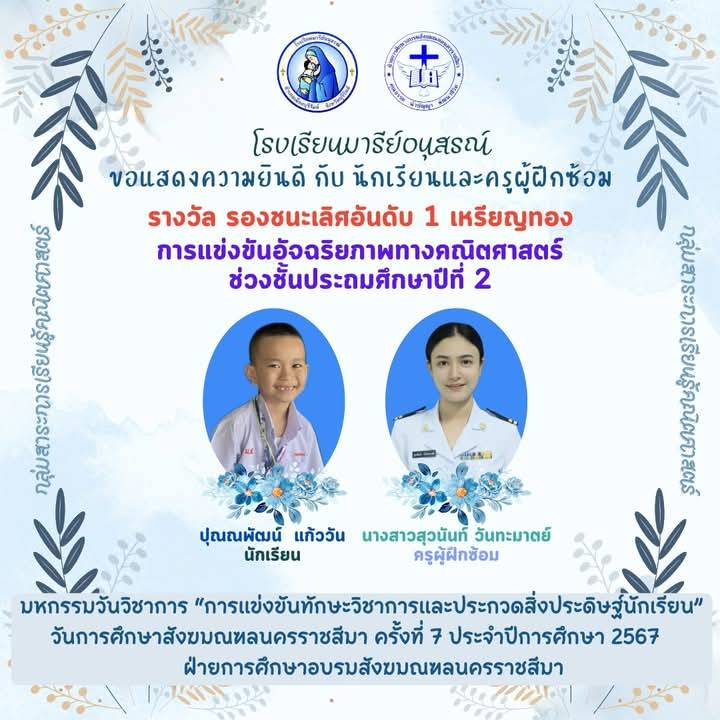 โรงเรียนมารีย์อนุสรณ์
ขอแสดงความยินดี กับ นักเรียนและครูผู้ฝึกซ้อม
รางวัล รองชนะเลิศอันดับ 1 เหรียญทอง
การแข่งขันอัจฉริยภาพทางคณิตศาสตร์
ช่วงชั้นประถมศึกษาปีที่ 2
กลุ่มสาระการเรียนรู้คณิตศาสตร์
กลุ่มสาระการเรียนรู้คณิตศาสตร์
ปุณณพัฒน์ แก้ววัน
นักเรียน
นางสาวสุวนันท์ วันทะมาตย์
ครูผู้ฝึกซ้อม
มหกรรมวันวิชาการ “การแข่งขันทักษะวิชาการและประกวดสิ่งประดิษฐ์นักเรียน”
วันการศึกษาสังฆมณฑลนครราชสีมา ครั้งที่ 7 ประจำปีการศึกษา 2567
ฝ่ายการศึกษาอบรมสังฆมณฑลนครราชสีมา